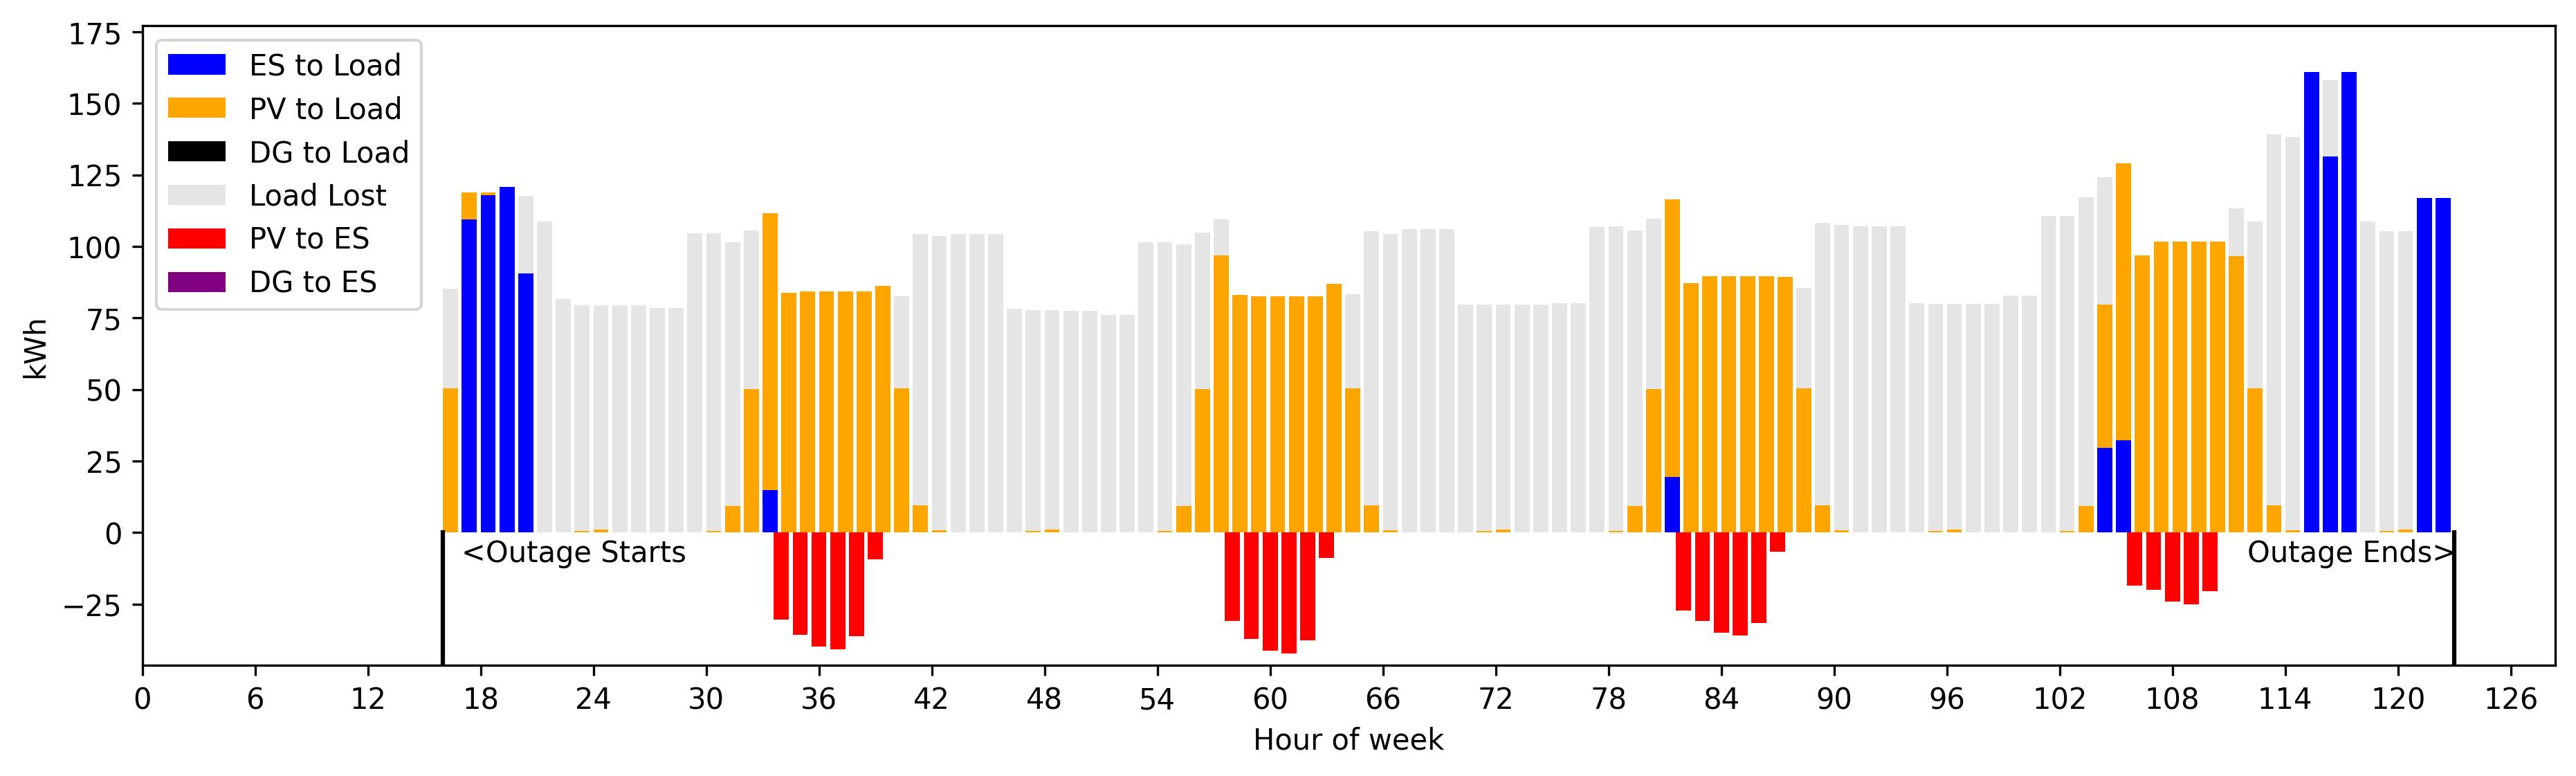 175
150
125
100
75
50
25
0
−25
kWh
ES to Load
PV to Load
DG to Load
Load Lost
PV to ES
DG to ES
<Outage Starts
Outage Ends>
0 6 12 18 24 30 36 42 48 54 60 66 72 78 84 90 96 102 108 114 120 126
Hour of week